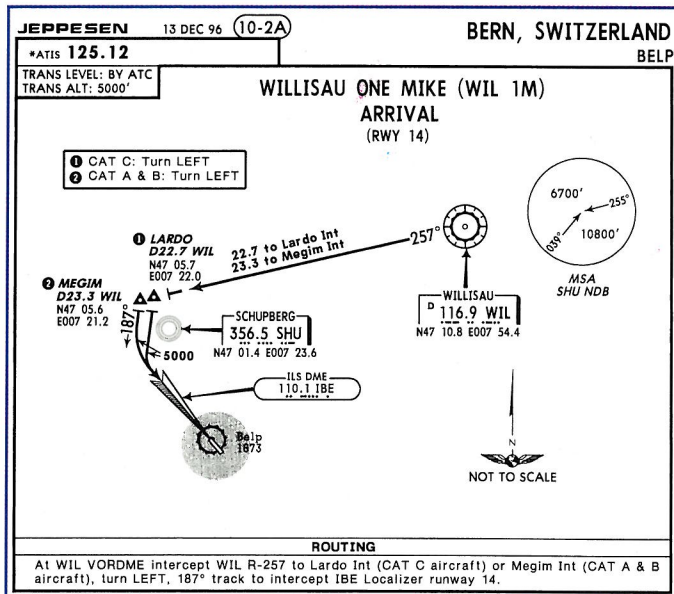 JEPPESEN 13 DEC 96 (10-2A) BERN, SWITZERLAND
*ATIS 125.12 BELP
TRANS LEVEL: BY ATC
TRANS ALT: 5000'
WILLISAU ONE MIKE (WIL 1M)
ARRIVAL
(RWY 14)
1 CAT C: Turn LEFT
2 CAT A & B: Turn LEFT
6700'
255°
039°
10800'
MSA
SHU NDB
1 LARDO
D22.7 WIL
N47 05.7
E007 22.0
22.7 to Lardo Int
23.3 to Megim Int
257°
2 MEGIM
D23.3 WIL
N47 05.6
E007 21.2
187°
WILLISAU
D 116.9 WIL
N47 10.8 E007 54.4
SCHUPBERG
356.5 SHU
N47 01.4 E007 23.6
5000
ILS DME
110.1 IBE
Belp
1673
N
NOT TO SCALE
ROUTING
At WIL VORDME intercept WIL R-257 to Lardo Int (CAT C aircraft) or Megim Int (CAT A & B
aircraft), turn LEFT, 187° track to intercept IBE Localizer runway 14.